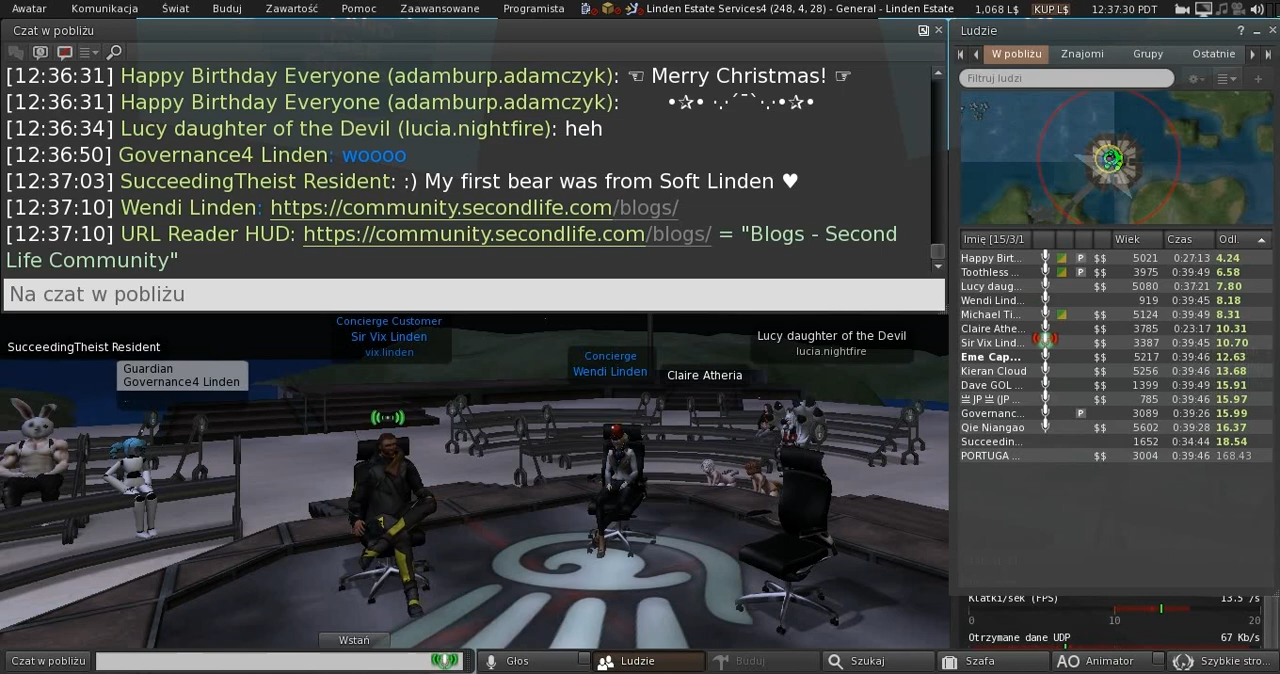 Awatar Komunikacja Świat Buduj Zawartość Pomoc Zaawansowane Programista Linden Estate Services4 (248, 4, 28) - General - Linden Estate 1,068 L$ KUP L$ 12:37:30 PDT
Czat w pobliżu
[12:36:31] Happy Birthday Everyone (adamburp.adamczyk): ☜ Merry Christmas! ☞
[12:36:31] Happy Birthday Everyone (adamburp.adamczyk): •✰• ·.·´¯`·.·•✰•
[12:36:34] Lucy daughter of the Devil (lucia.nightfire): heh
[12:36:50] Governance4 Linden: woooo
[12:37:03] SucceedingTheist Resident: :) My first bear was from Soft Linden ♥
[12:37:10] Wendi Linden: https://community.secondlife.com/blogs/
[12:37:10] URL Reader HUD: https://community.secondlife.com/blogs/ = "Blogs - Second
Life Community"
Na czat w pobliżu
Concierge Customer
Sir Vix Linden
vix.linden
SucceedingTheist Resident
Guardian
Governance4 Linden
Concierge
Wendi Linden
Claire Atheria
Lucy daughter of the Devil
lucia.nightfire
Ludzie
W pobliżu Znajomi Grupy Ostatnie
Filtruj ludzi
Imię [15/3/1 Wiek Czas Odl.
Happy Birt... P $$ 5021 0:27:13 4.24
Toothless ... P $$ 3975 0:39:49 6.58
Lucy daug... $$ 5080 0:37:21 7.80
Wendi Lind... 919 0:39:45 8.18
Michael Ti... $$ 5124 0:39:49 8.31
Claire Athe... 3785 0:23:17 10.31
Sir Vix Lind... $$ 3387 0:39:45 10.70
Eme Cap... $$ 5217 0:39:46 12.63
Kieran Cloud $$ 5256 0:39:46 13.68
Dave GOL ... $$ 1399 0:39:49 15.91
JP (JP ... $$ 785 0:39:46 15.97
Governanc... P 3089 0:39:26 15.99
Qie Niangao $$ 5602 0:39:28 16.37
Succeedin... 1652 0:34:44 18.54
PORTUGA ... $$ 3004 0:39:46 168.43
Klatki/sek (FPS) 13.5 /s
0 10 20
Otrzymane dane UDP 67 Kb/s
Wstań
Czat w pobliżu Głos Ludzie Buduj Szukaj Szafa AO Animator Szybkie stro...